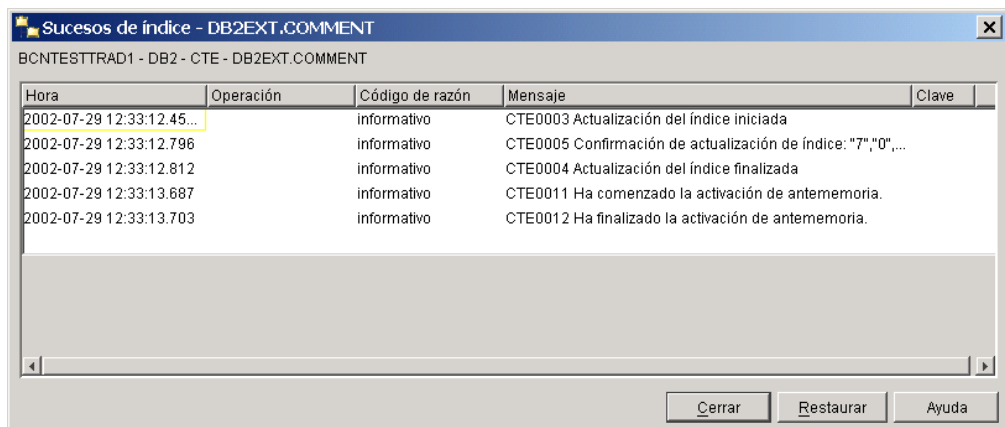 Sucesos de índice - DB2EXT.COMMENT
BCNTESTTRAD1 - DB2 - CTE - DB2EXT.COMMENT
Hora Operación Código de razón Mensaje Clave
2002-07-29 12:33:12.45... informativo CTE0003 Actualización del índice iniciada
2002-07-29 12:33:12.796 informativo CTE0005 Confirmación de actualización de índice: "7","0",...
2002-07-29 12:33:12.812 informativo CTE0004 Actualización del índice finalizada
2002-07-29 12:33:13.687 informativo CTE0011 Ha comenzado la activación de antememoria.
2002-07-29 12:33:13.703 informativo CTE0012 Ha finalizado la activación de antememoria.
Cerrar Restaurar Ayuda